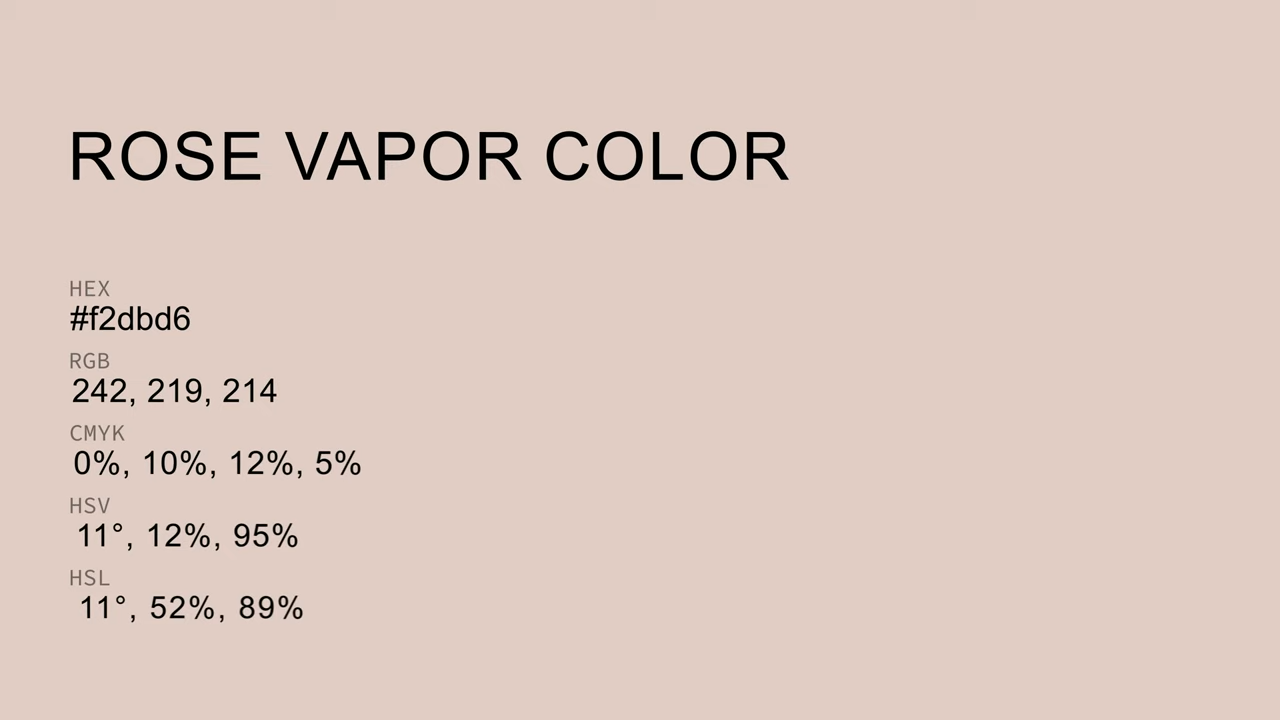 ROSE VAPOR COLOR
HEX
#f2dbd6
RGB
242, 219, 214
CMYK
0%, 10%, 12%, 5%
HSV
11°, 12%, 95%
HSL
11°, 52%, 89%